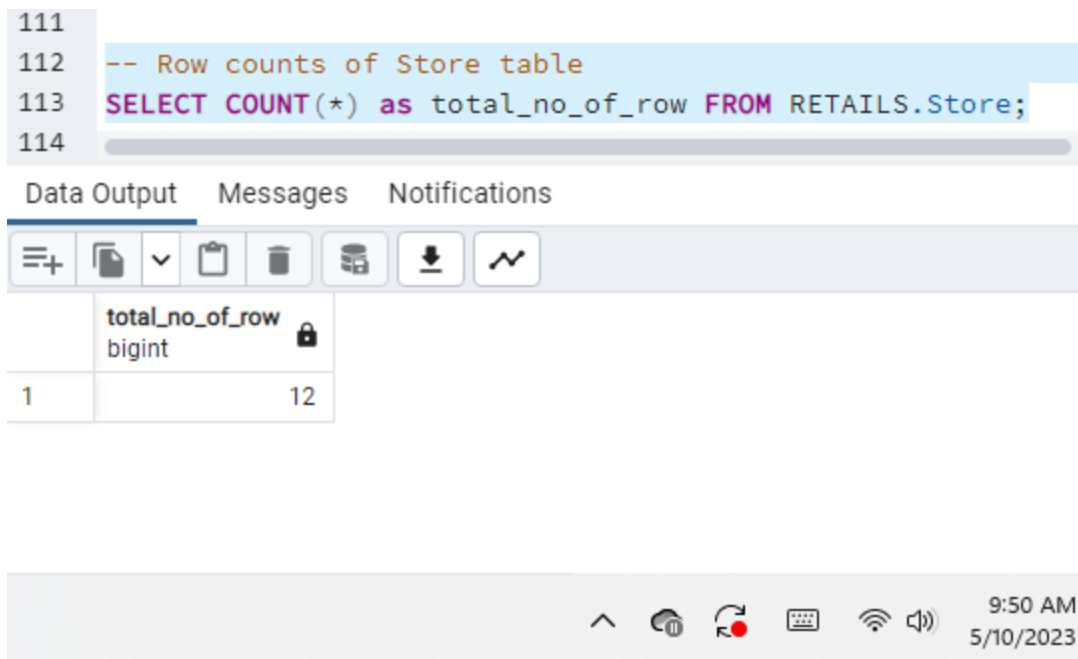 111
112 -- Row counts of Store table
113 SELECT COUNT(*) as total_no_of_row FROM RETAILS.Store;
114
Data Output Messages Notifications
total_no_of_row
bigint
1 12
9:50 AM
5/10/2023